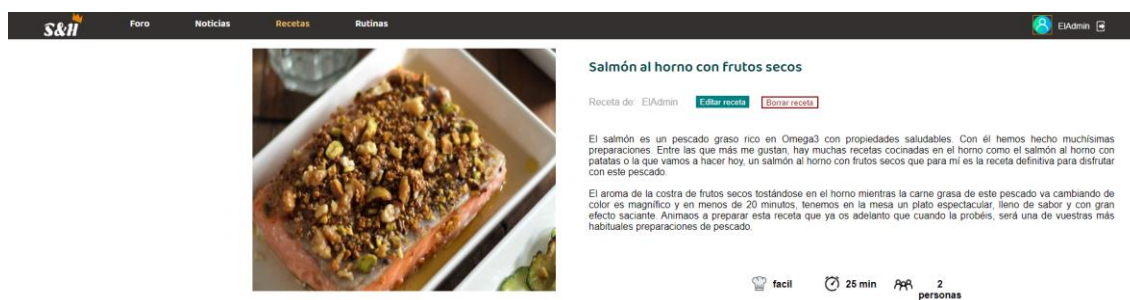 S&H Foro Noticias Recetas Rutinas ElAdmin
Salmón al horno con frutos secos
Receta de: ElAdmin Editar receta Borrar receta
El salmón es un pescado graso rico en Omega3 con propiedades saludables. Con él hemos hecho muchísimas
preparaciones. Entre las que más me gustan, hay muchas recetas cocinadas en el horno como el salmón al horno con
patatas o la que vamos a hacer hoy, un salmón al horno con frutos secos que para mí es la receta definitiva para disfrutar
con este pescado.
El aroma de la costra de frutos secos tostándose en el horno mientras la carne grasa de este pescado va cambiando de
color es magnífico y en menos de 20 minutos, tenemos en la mesa un plato espectacular, lleno de sabor y con gran
efecto saciante. Animaos a preparar esta receta que ya os adelanto que cuando la probéis, será una de vuestras más
habituales preparaciones de pescado.
facil 25 min 2
personas